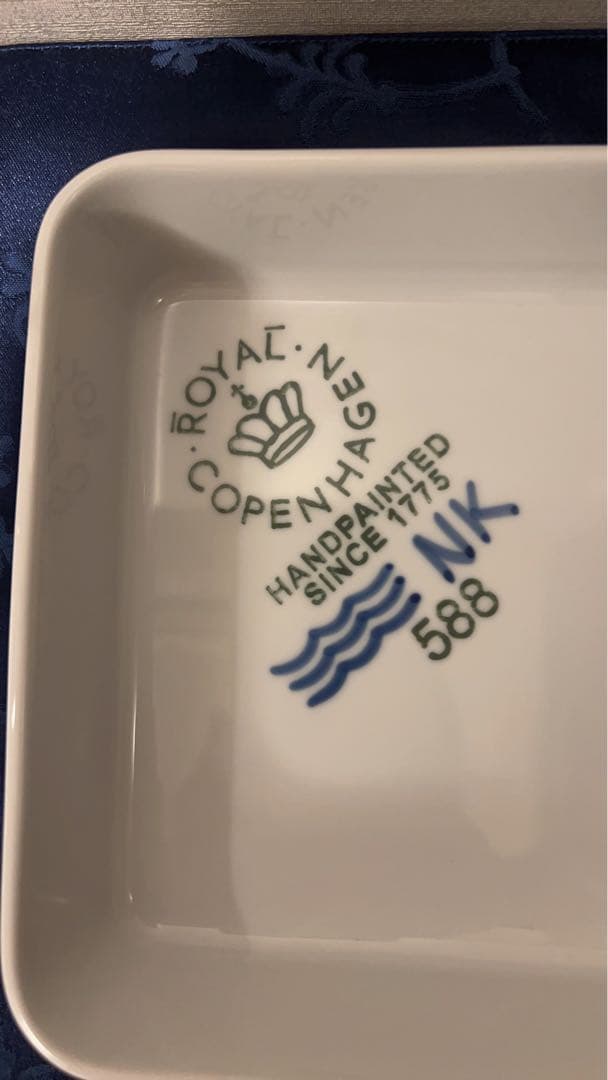 ROYAL · COPENHAGEN ·
HANDPAINTED
SINCE 1775
NK
588